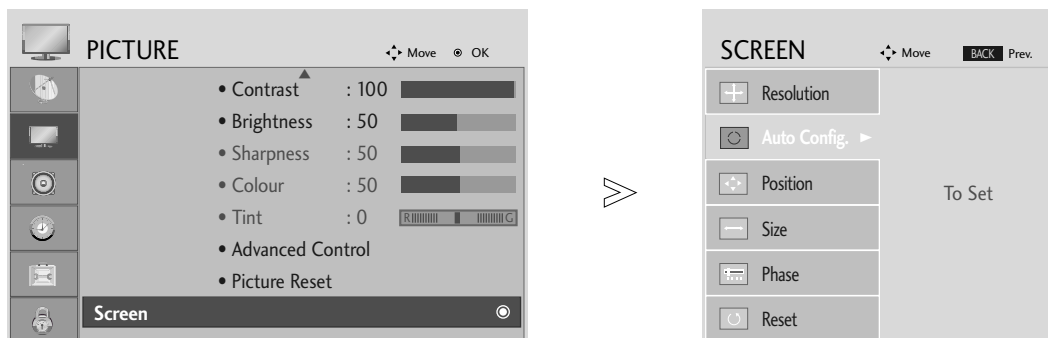 PICTURE Move OK
• Contrast : 100
• Brightness : 50
• Sharpness : 50
• Colour : 50
• Tint : 0 R G
• Advanced Control
• Picture Reset
Screen
SCREEN Move BACK Prev.
Resolution
Auto Config.
Position
To Set
Size
Phase
Reset